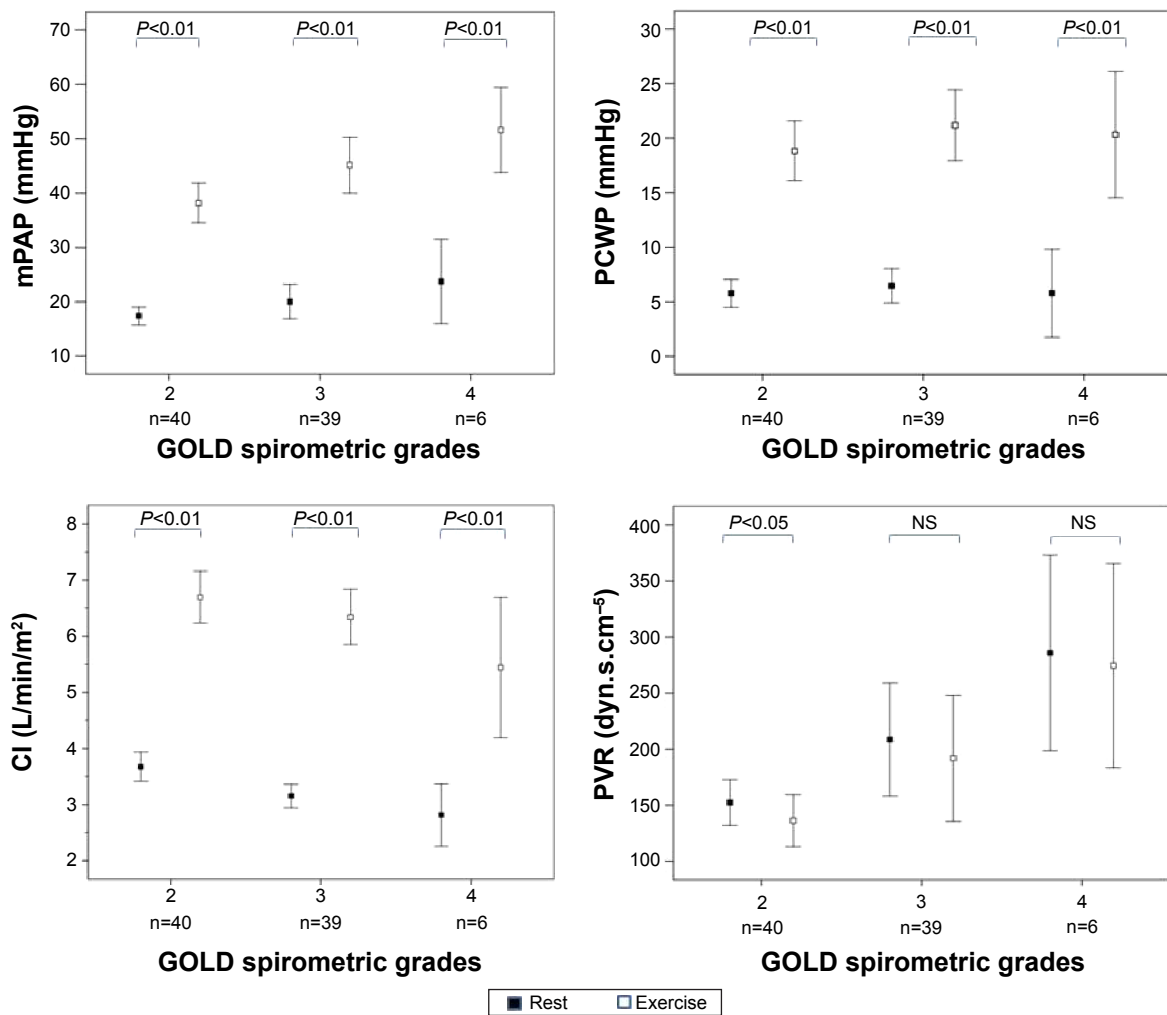 P<0.01 P<0.01 P<0.01
70
60
50
40
30
20
10
mPAP (mmHg)
2 3 4
n=40 n=39 n=6
GOLD spirometric grades
P<0.01 P<0.01 P<0.01
30
25
20
15
10
5
0
PCWP (mmHg)
2 3 4
n=40 n=39 n=6
GOLD spirometric grades
P<0.01 P<0.01 P<0.01
8
7
6
5
4
3
2
CI (L/min/m²)
2 3 4
n=40 n=39 n=6
GOLD spirometric grades
P<0.05 NS NS
400
350
300
250
200
150
100
PVR (dyn.s.cm⁻⁵)
2 3 4
n=40 n=39 n=6
GOLD spirometric grades
Rest Exercise